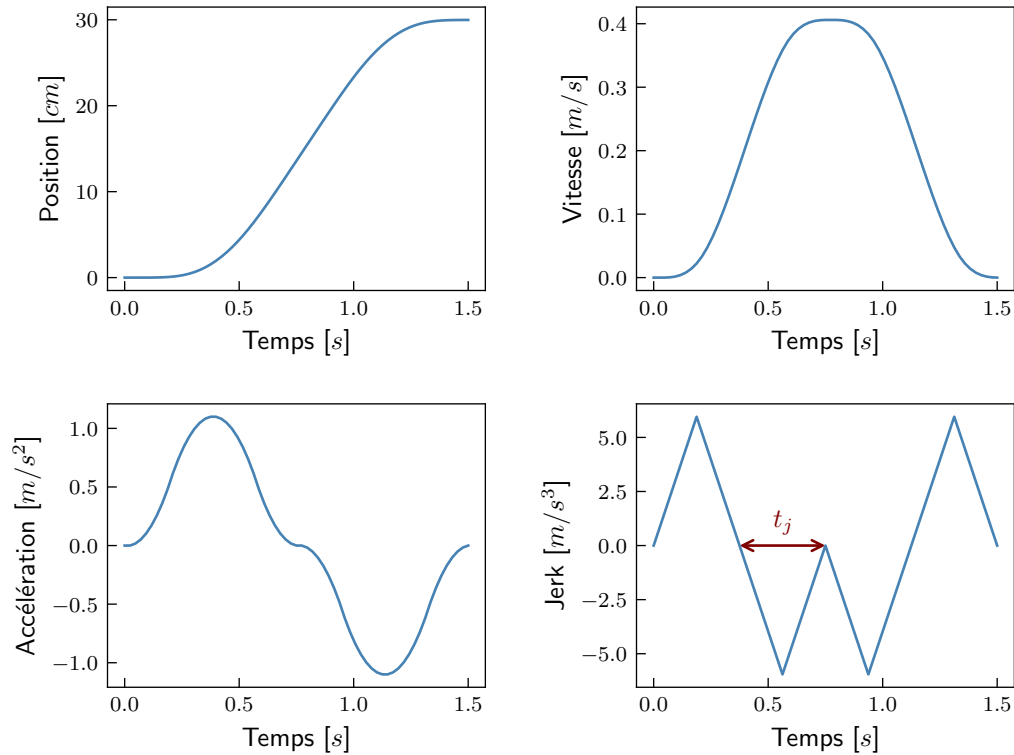 30
20
10
0
Position [cm]
0.0 0.5 1.0 1.5
Temps [s]
0.4
0.3
0.2
0.1
0.0
Vitesse [m/s]
0.0 0.5 1.0 1.5
Temps [s]
1.0
0.5
0.0
−0.5
−1.0
Accélération [m/s²]
0.0 0.5 1.0 1.5
Temps [s]
5.0
2.5
0.0
−2.5
−5.0
Jerk [m/s³]
t_j
0.0 0.5 1.0 1.5
Temps [s]